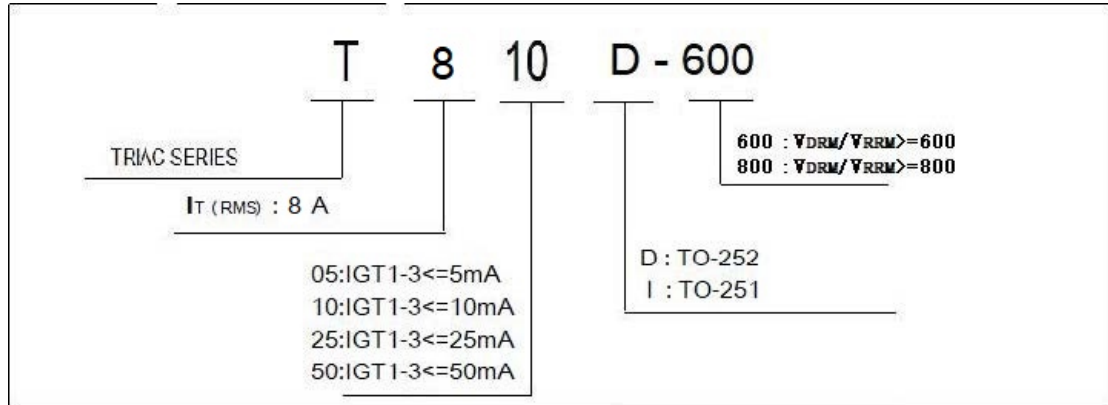 T 8 10 D - 600
600 : VDRM/VRRM>=600
800 : VDRM/VRRM>=800
TRIAC SERIES
IT (RMS) : 8 A
D : TO-252
I : TO-251
05:IGT1-3<=5mA
10:IGT1-3<=10mA
25:IGT1-3<=25mA
50:IGT1-3<=50mA